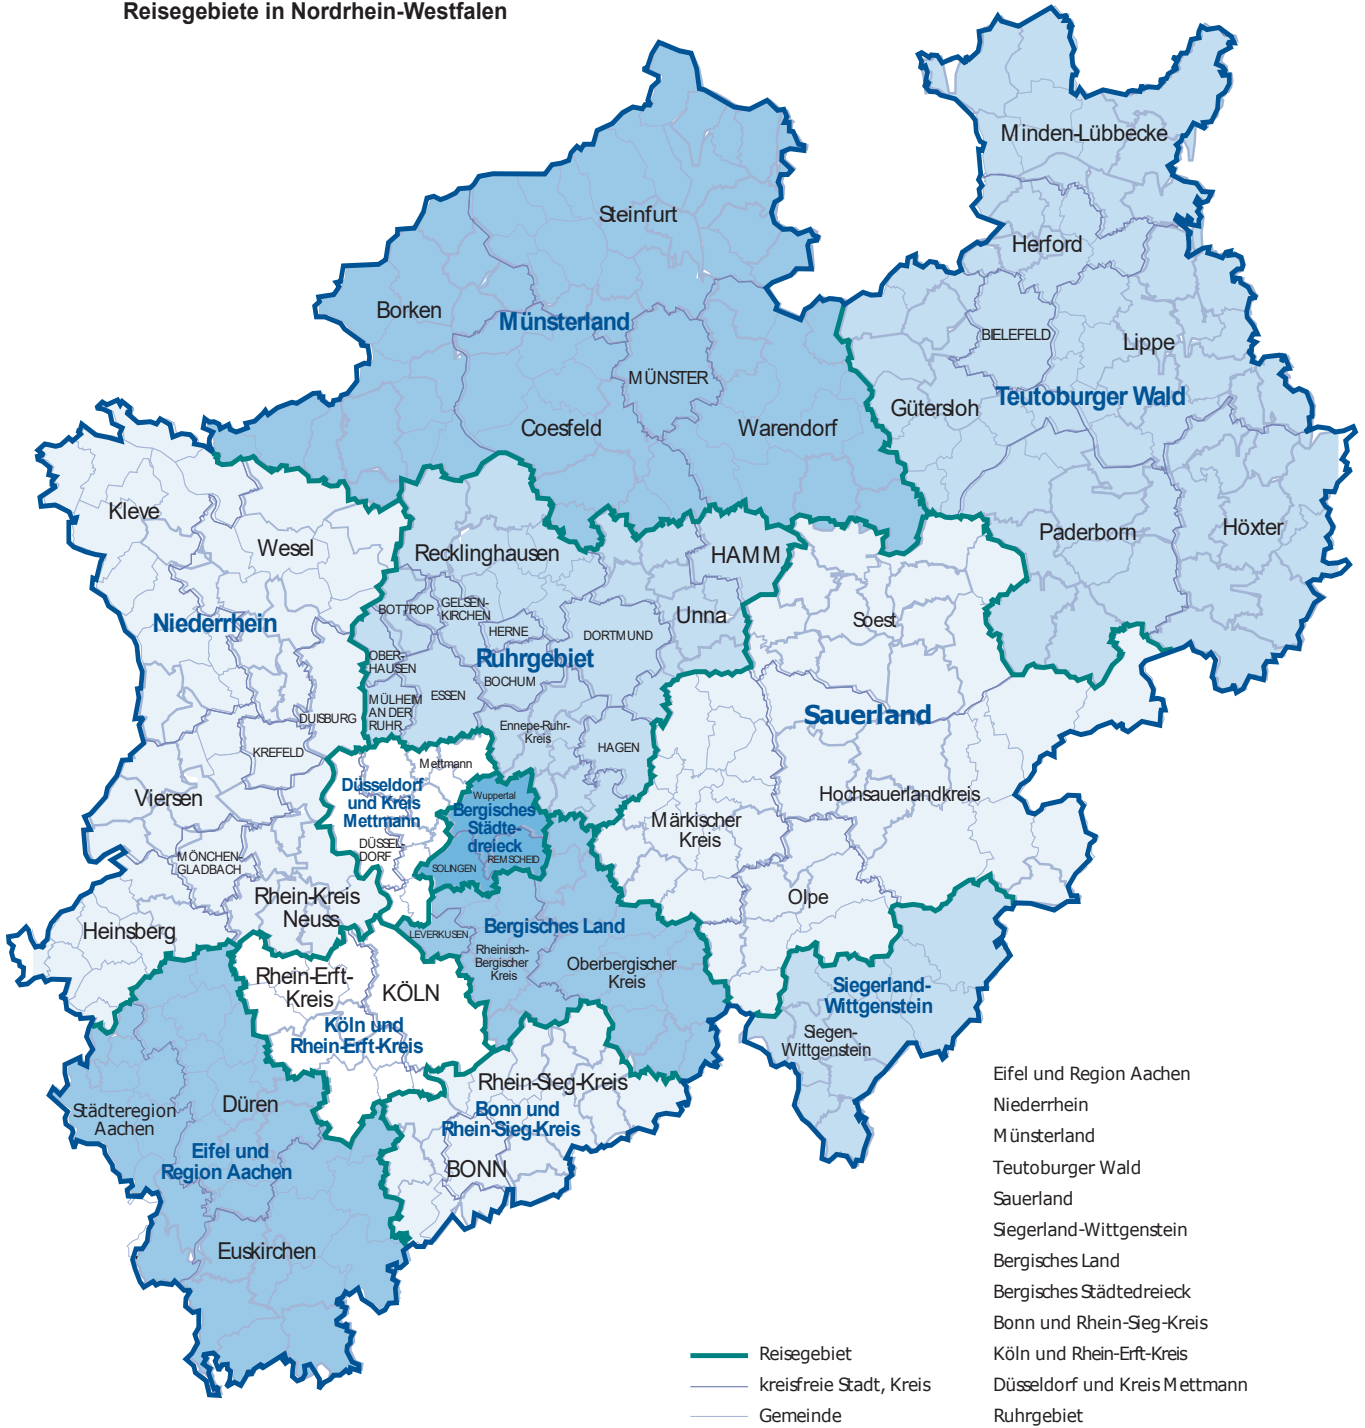 Reisegebiete in Nordrhein-Westfalen
Minden-Lübbecke
Steinfurt
Herford
Borken
Münsterland
BIELEFELD
Lippe
MÜNSTER
Teutoburger Wald
Gütersloh
Coesfeld
Warendorf
Kleve
Wesel
Recklinghausen
HAMM
Paderborn
Höxter
BOTTROP
GELSEN-
KIRCHEN
Niederrhein
HERNE
DORTMUND
Unna
Soest
OBER-
HAUSEN
Ruhrgebiet
BOCHUM
ESSEN
MÜLHEIM
AN DER
RUHR
DUISBURG
Sauerland
Ennepe-Ruhr-
Kreis
HAGEN
KREFELD
Mettmann
Düsseldorf
und Kreis
Mettmann
Viersen
Wuppertal
Bergisches
Städte-
dreieck
Hochsauerlandkreis
Märkischer
Kreis
DÜSSEL-
DORF
REMSCHEID
SOLINGEN
MÖNCHEN-
GLADBACH
Rhein-Kreis
Neuss
Olpe
Heinsberg
LEVERKUSEN
Bergisches Land
Rheinisch-
Bergischer
Kreis
Oberbergischer
Kreis
Rhein-Erft-
Kreis
KÖLN
Siegerland-
Wittgenstein
Köln und
Rhein-Erft-Kreis
Siegen-
Wittgenstein
Rhein-Sieg-Kreis
Städteregion
Aachen
Düren
Bonn und
Rhein-Sieg-Kreis
Eifel und
Region Aachen
BONN
Euskirchen
Eifel und Region Aachen
Niederrhein
Münsterland
Teutoburger Wald
Sauerland
Siegerland-Wittgenstein
Bergisches Land
Bergisches Städtedreieck
Bonn und Rhein-Sieg-Kreis
Köln und Rhein-Erft-Kreis
Düsseldorf und Kreis Mettmann
Ruhrgebiet
Reisegebiet
kreisfreie Stadt, Kreis
Gemeinde